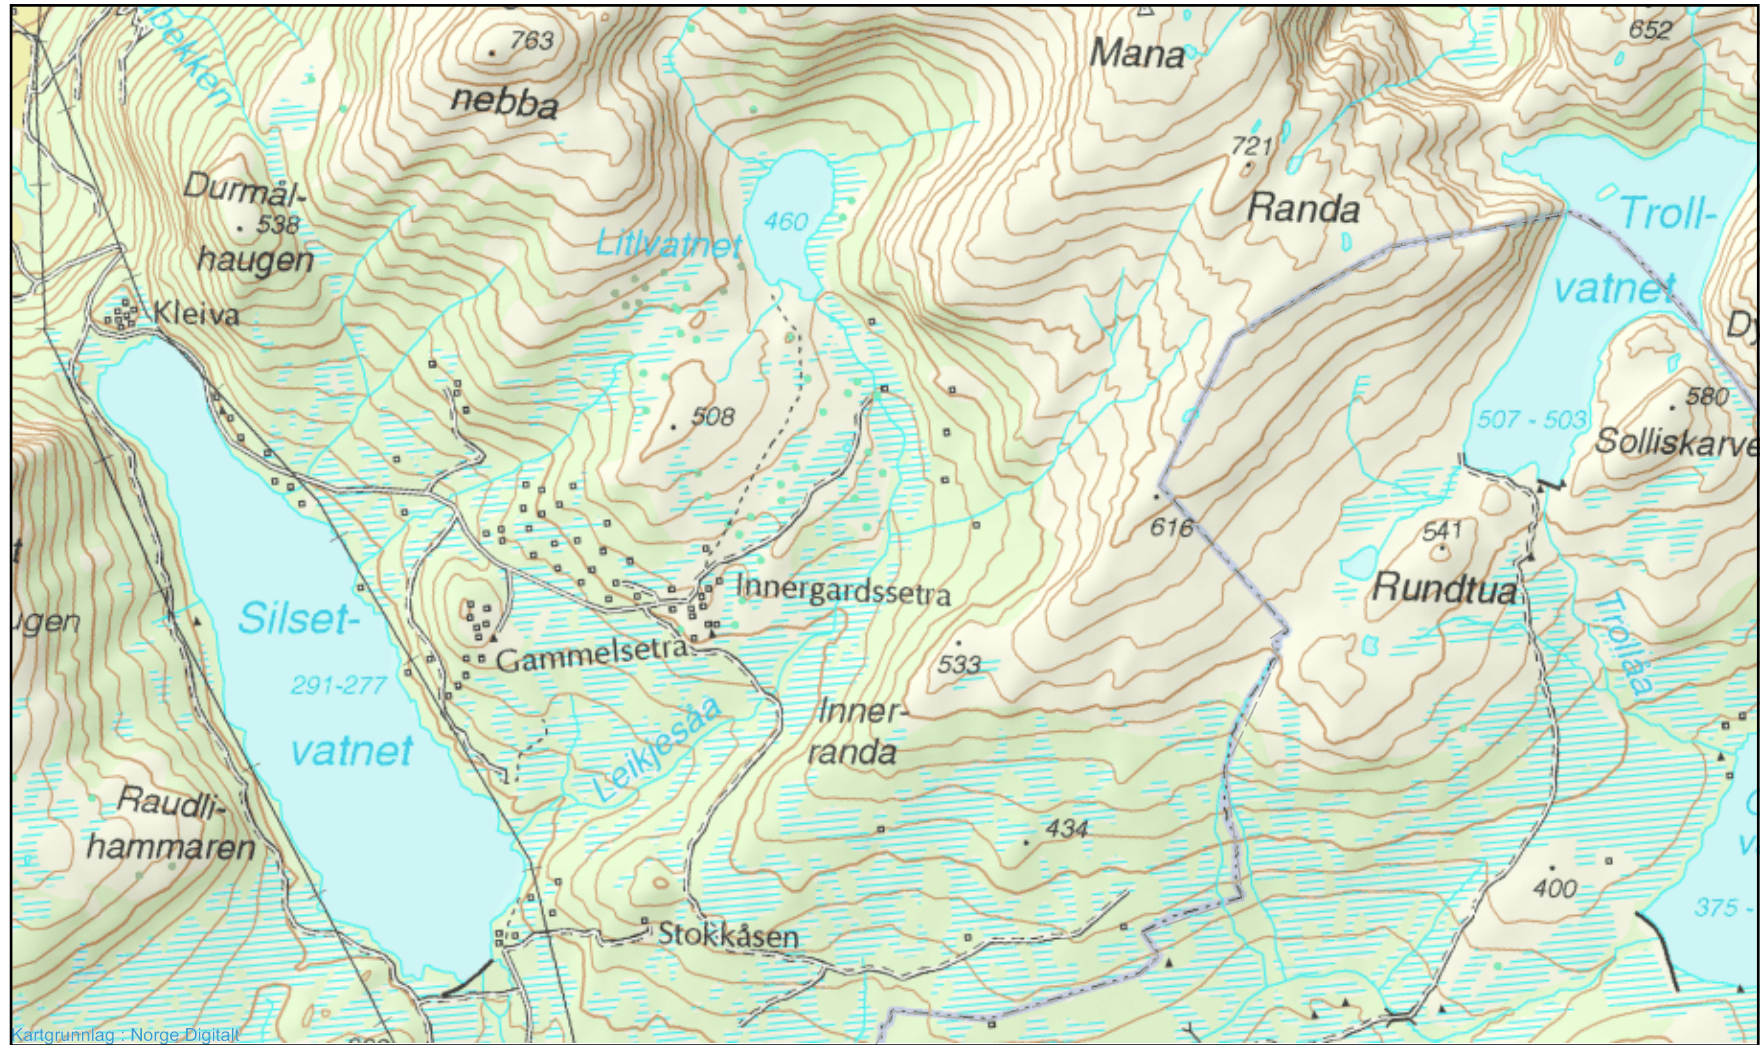 bekken
763
nebba
Mana
652
721
Randa
Durmål-
538
haugen
460
Litlvatnet
Troll-
vatnet
Kleiva
580
508
507 - 503
Solliskarve
616
541
Rundtua
Innergardssetra
ugen
Silset-
Gammelsetra
533
Trollåa
291-277
Inner-
randa
Leikjesåa
vatnet
Raudli-
hammaren
434
400
375 -
Stokkåsen
Kartgrunnlag : Norge Digitalt